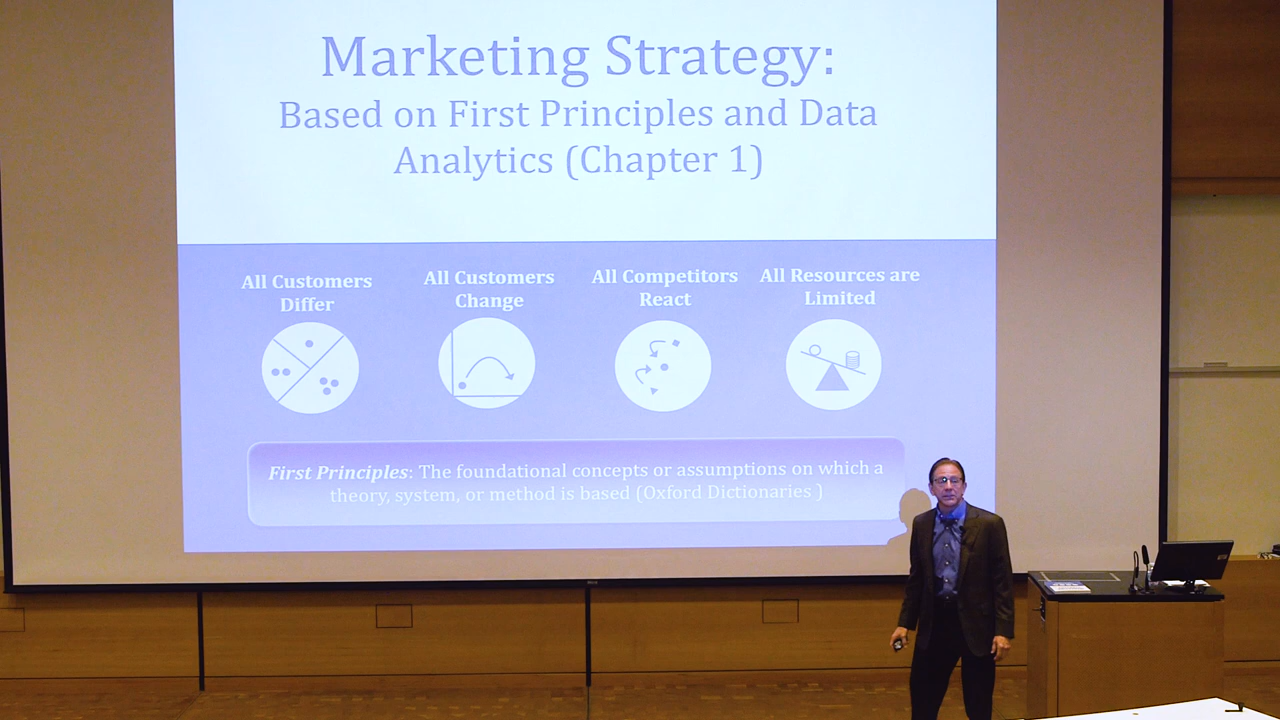 Marketing Strategy:
Based on First Principles and Data
Analytics (Chapter 1)
All Customers
Differ
All Customers
Change
All Competitors
React
All Resources are
Limited
First Principles: The foundational concepts or assumptions on which a
theory, system, or method is based (Oxford Dictionaries )